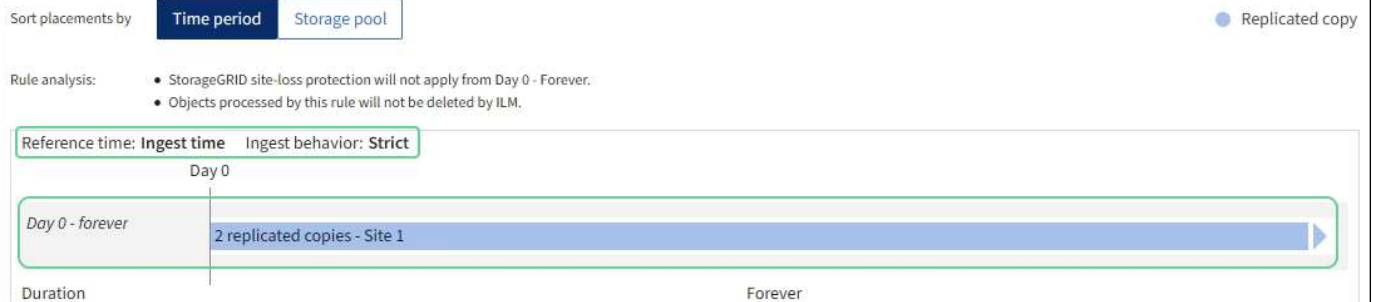 Sort placements by Time period Storage pool Replicated copy
Rule analysis: • StorageGRID site-loss protection will not apply from Day 0 - Forever.
• Objects processed by this rule will not be deleted by ILM.
Reference time: Ingest time Ingest behavior: Strict
Day 0
Day 0 - forever
2 replicated copies - Site 1
Duration Forever